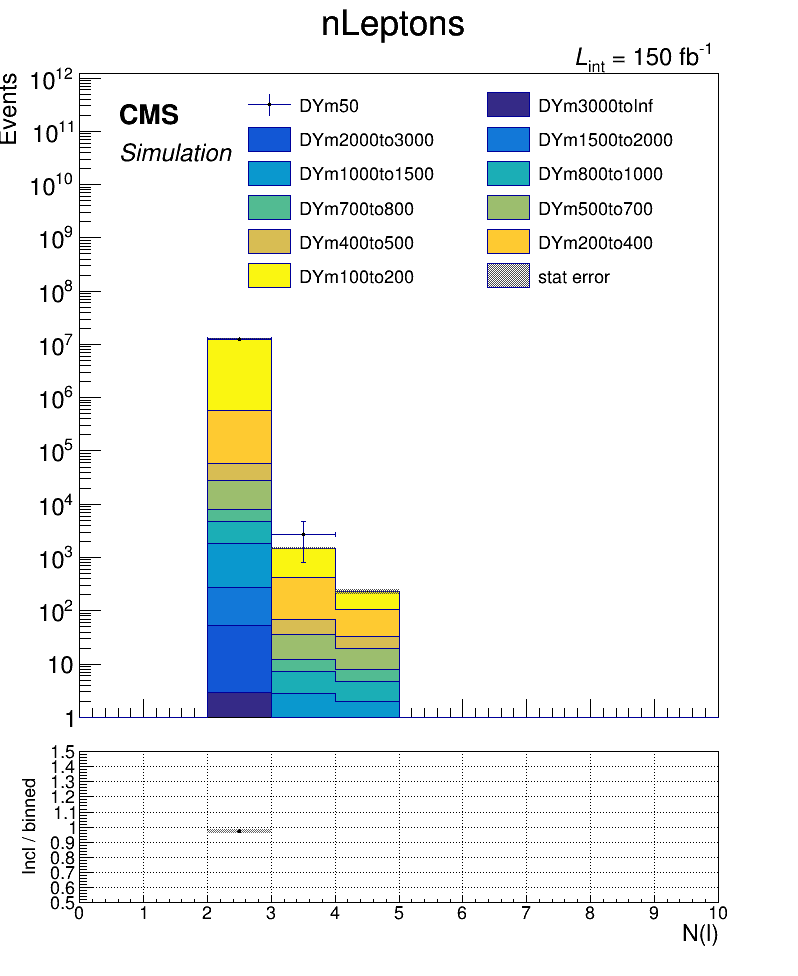 nLeptons
L_int = 150 fb^-1
Events
10^12
10^11
10^10
10^9
10^8
10^7
10^6
10^5
10^4
10^3
10^2
10
1
CMS
Simulation
DYm50
DYm3000toInf
DYm2000to3000
DYm1500to2000
DYm1000to1500
DYm800to1000
DYm700to800
DYm500to700
DYm400to500
DYm200to400
DYm100to200
stat error
Incl / binned
1.5
1.4
1.3
1.2
1.1
1
0.9
0.8
0.7
0.6
0.5
0 1 2 3 4 5 6 7 8 9 10
N(l)